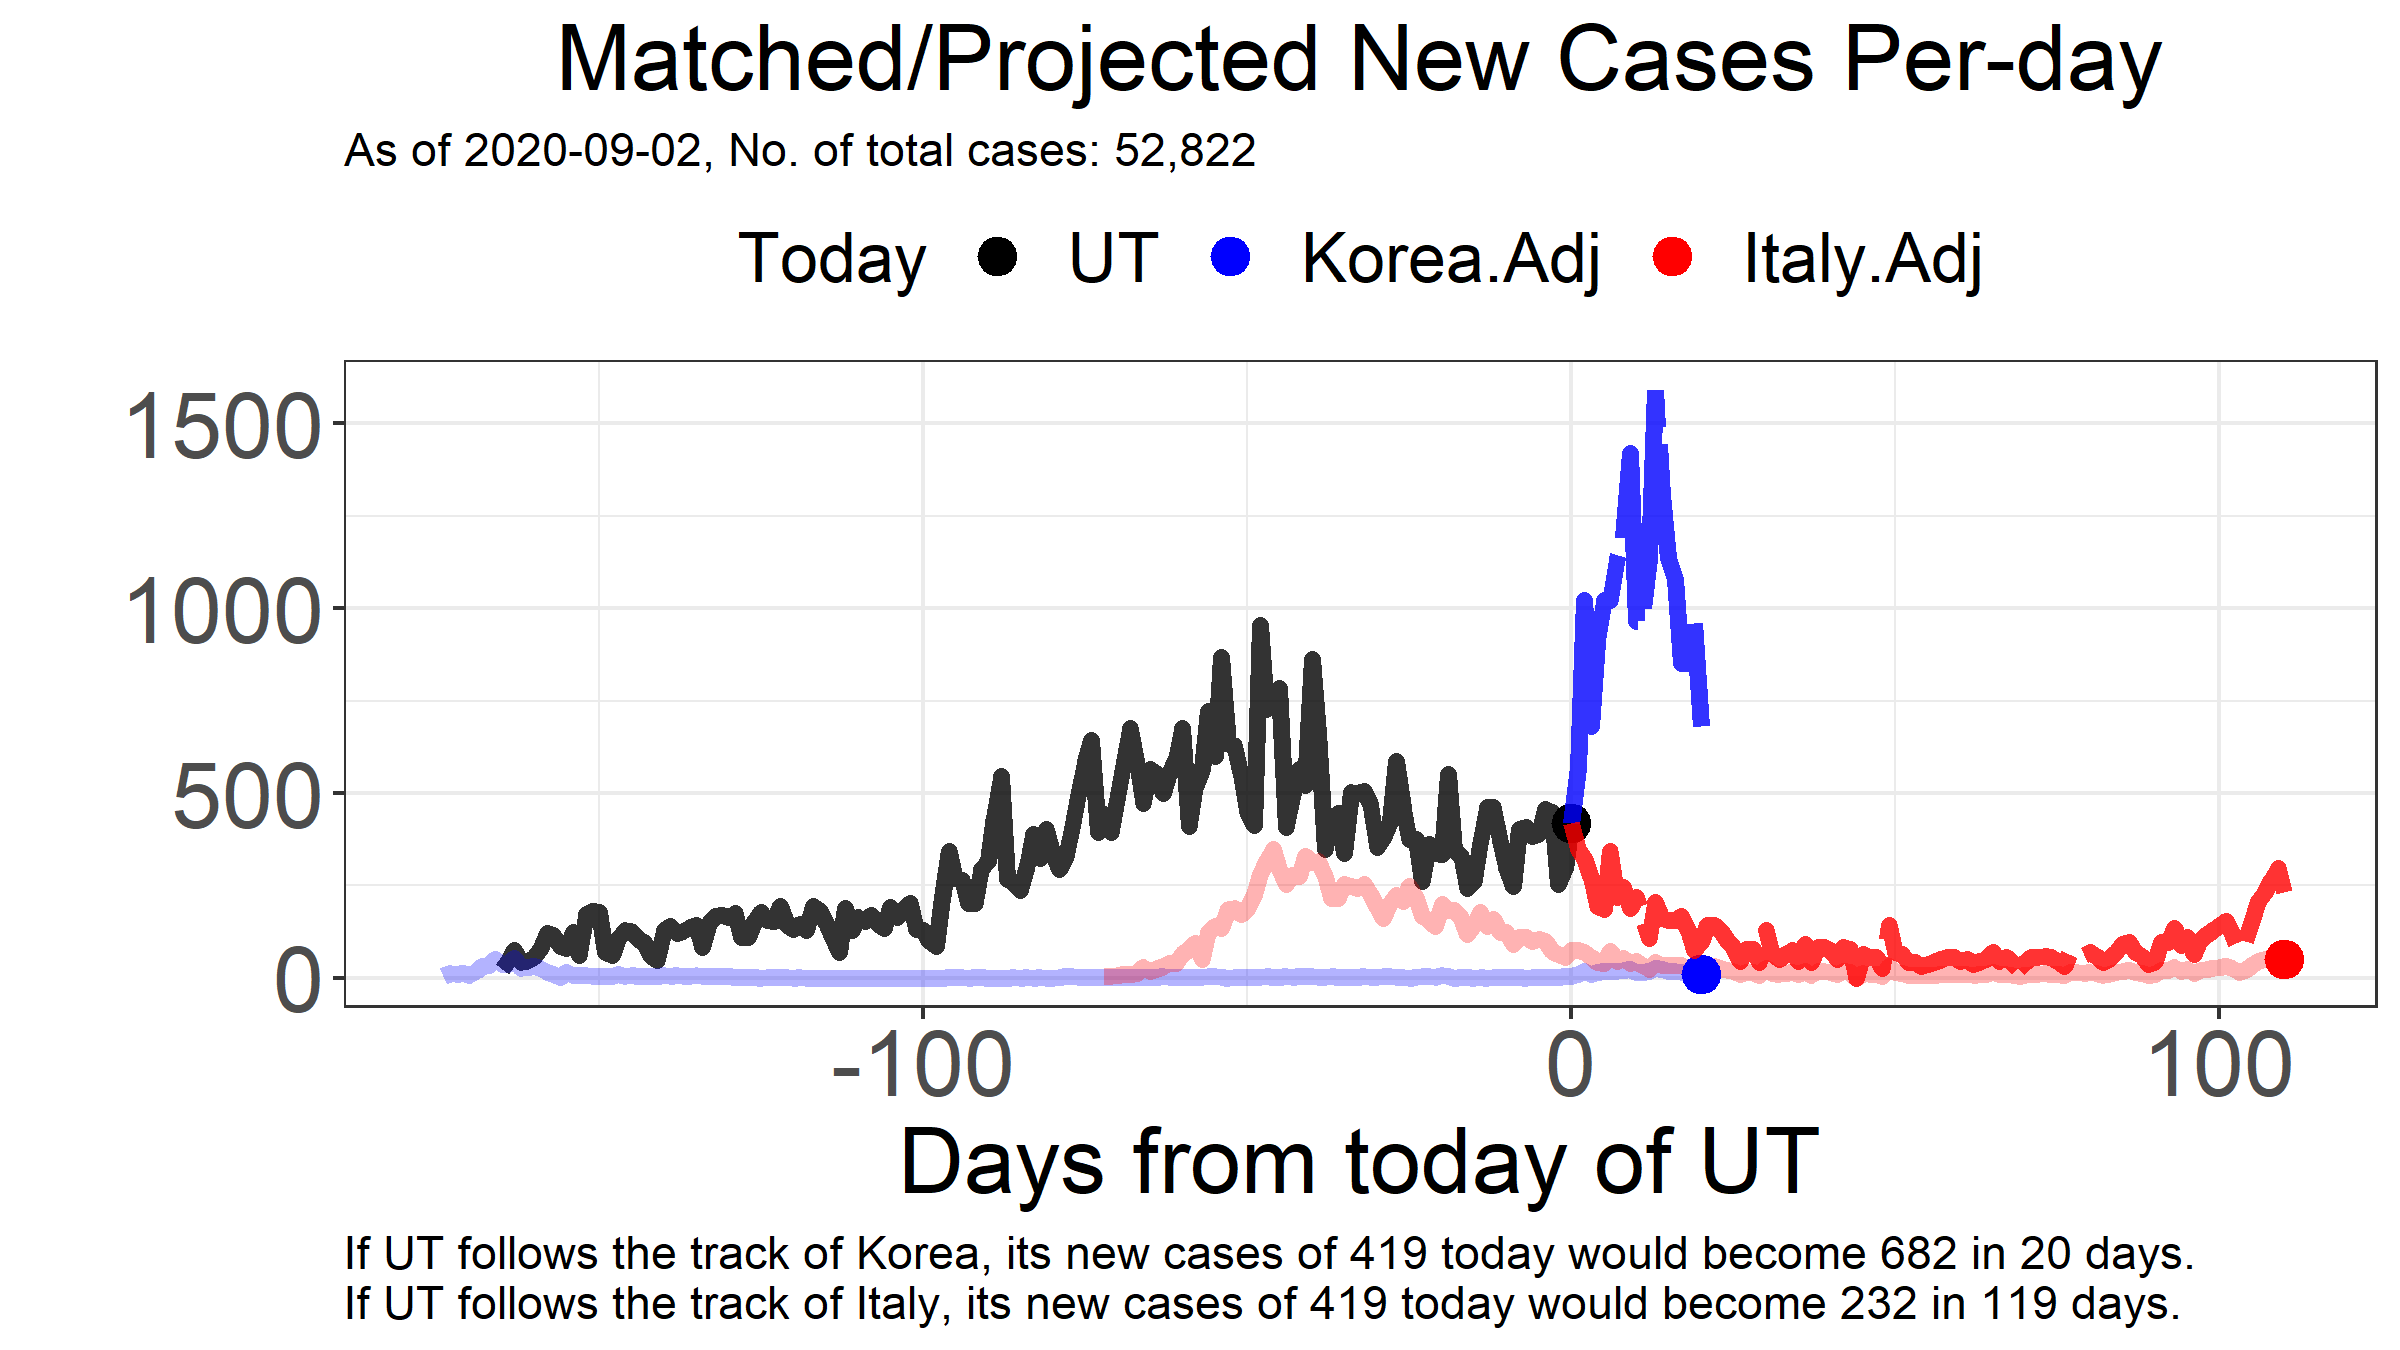 Matched/Projected New Cases Per-day
As of 2020-09-02, No. of total cases: 52,822
Today UT Korea.Adj Italy.Adj
1500
1000
500
0
-100 0 100
Days from today of UT
If UT follows the track of Korea, its new cases of 419 today would become 682 in 20 days.
If UT follows the track of Italy, its new cases of 419 today would become 232 in 119 days.